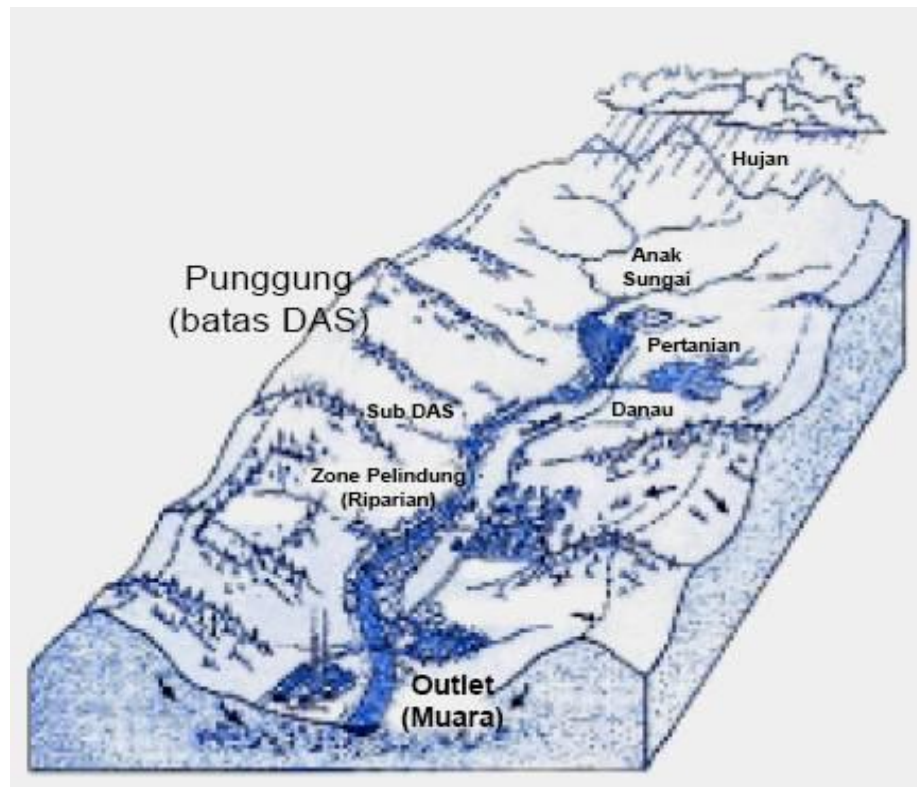 Hujan
Anak
Sungai
Punggung
(batas DAS)
Pertanian
Sub DAS
Danau
Zone Pelindung
(Riparian)
Outlet
(Muara)